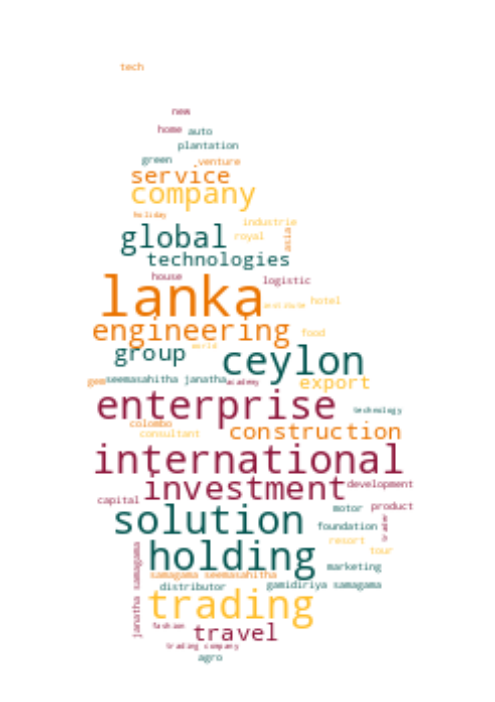 tech
new
home auto
plantation
green venture
service
company
holiday
industrie
global royal asia
technologies
house logistic
lanka hotel
engineering food
world
group ceylon
gem seemasahitha janatha academy export
enterprise technology
colombo
consultant construction
international
investment development
capital motor product
solution foundation trader
resort
holding tour
marketing
samagama seemasahitha
distributor gamidiriya samagama
janatha samagama
trading
fashion travel
trading company
agro